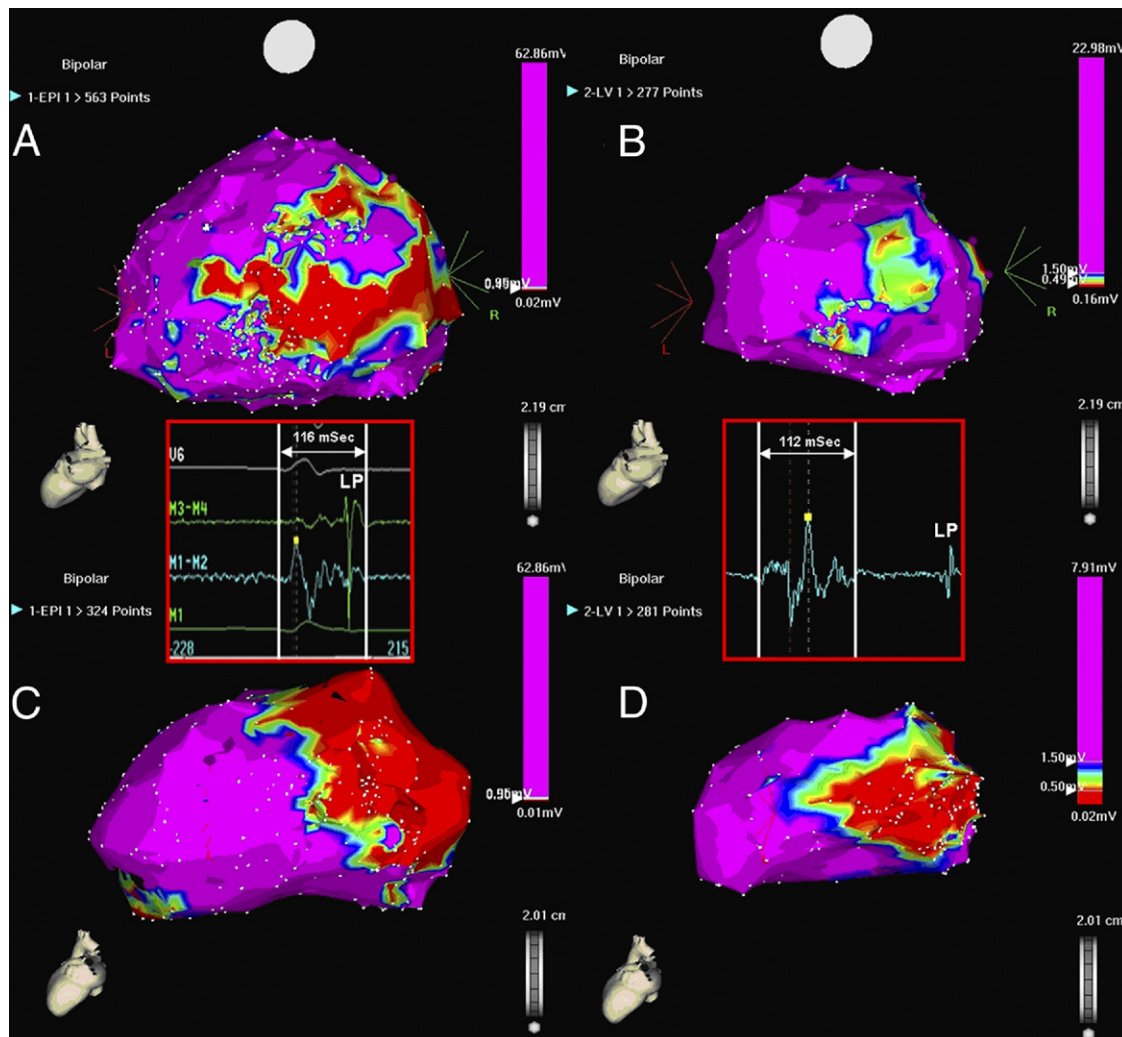 62.86mV
Bipolar
1-EPI 1 > 563 Points
A
0.02mV
R
L
2.19 cm
22.98mV
Bipolar
2-LV 1 > 277 Points
B
1.50mV
0.49mV
0.16mV
R
L
2.19 cm
116 mSec
V6
LP
M3-M4
M1-M2
M1
-228
215
112 mSec
LP
62.86mV
Bipolar
1-EPI 1 > 324 Points
C
0.01mV
2.01 cm
7.91mV
Bipolar
2-LV 1 > 281 Points
D
1.50mV
0.50mV
0.02mV
2.01 cm